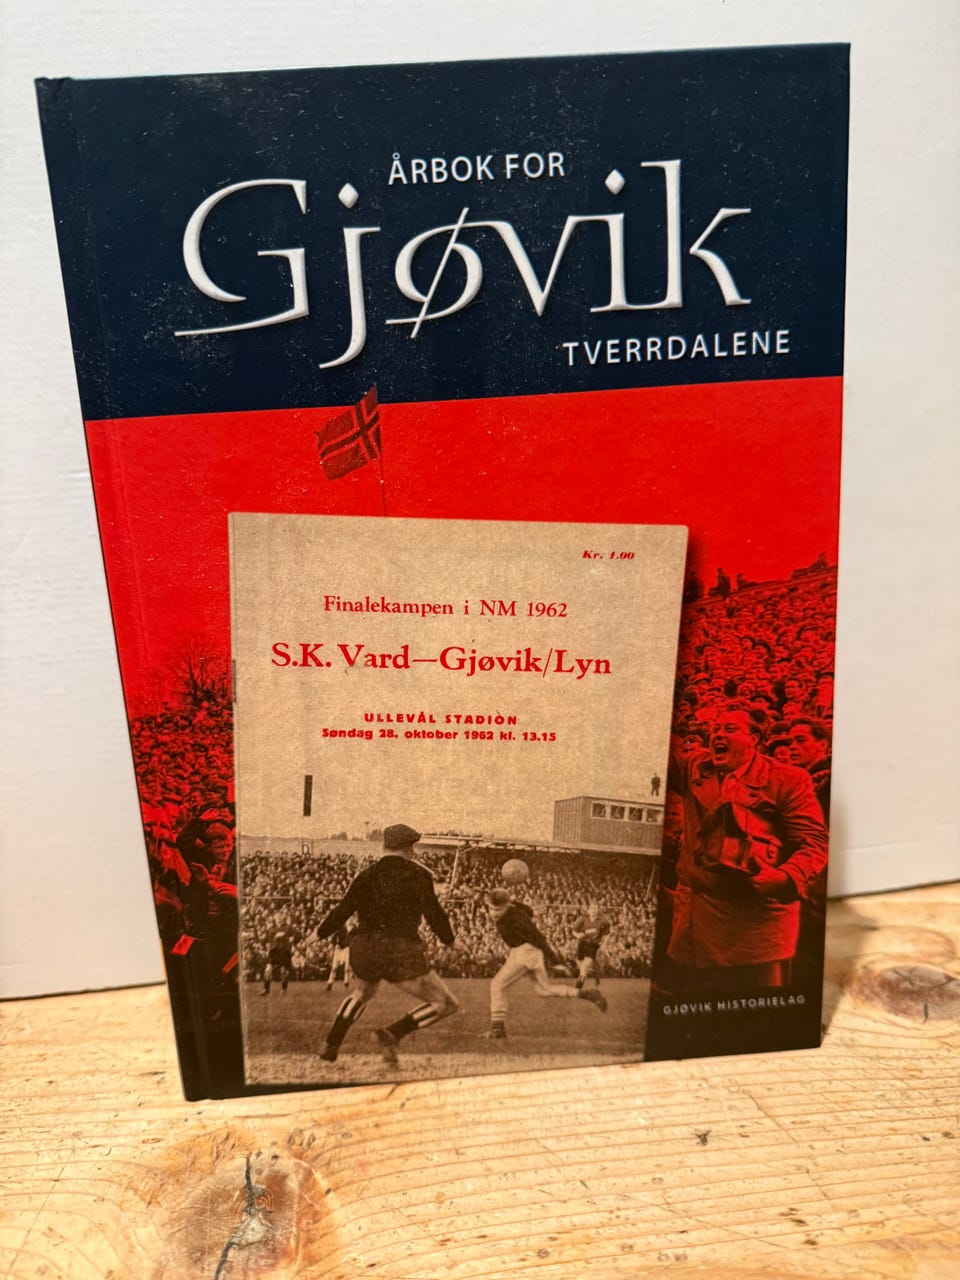 ÅRBOK FOR
Gjøvik
TVERRDALENE
Kr. 1.00
Finalekampen i NM 1962
S.K. Vard—Gjøvik/Lyn
ULLEVÅL STADION
Søndag 28. oktober 1962 kl. 13.15
GJØVIK HISTORIELAG